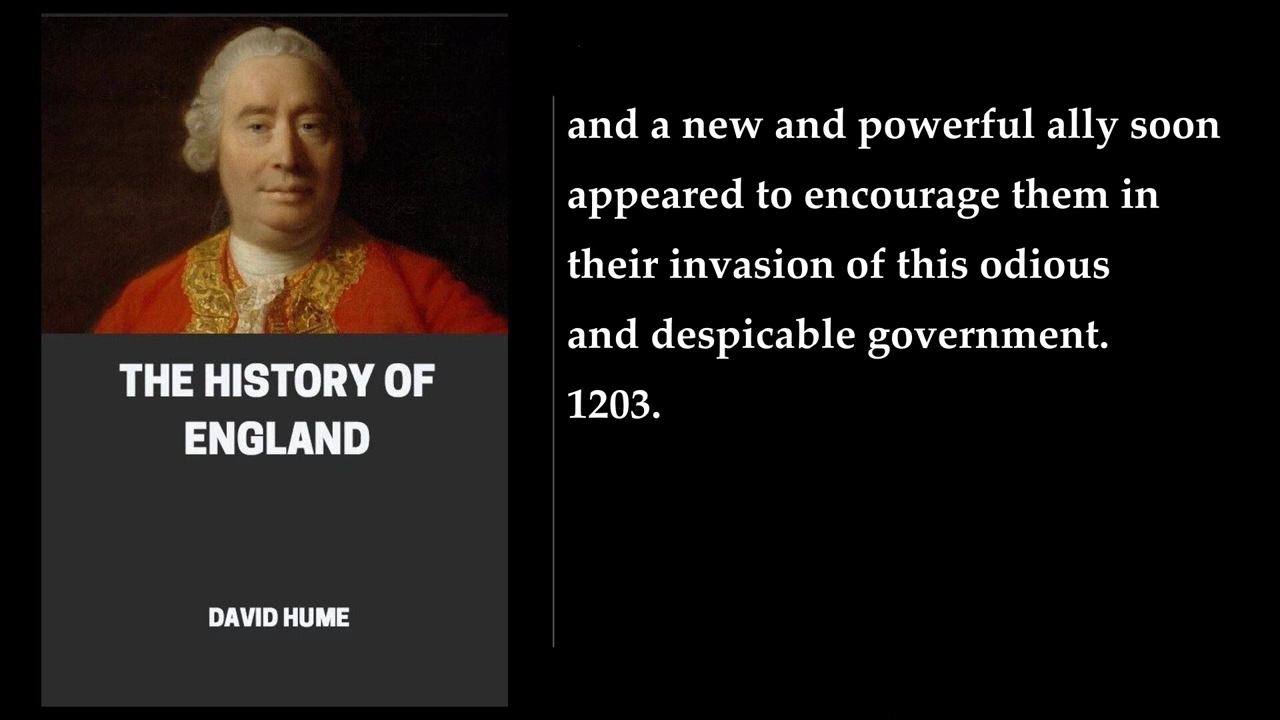 THE HISTORY OF
ENGLAND
DAVID HUME
and a new and powerful ally soon
appeared to encourage them in
their invasion of this odious
and despicable government.
1203.